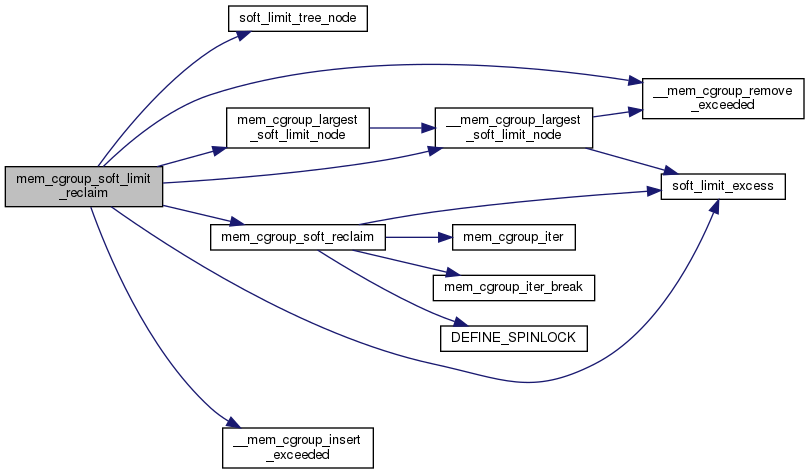 soft_limit_tree_node
__mem_cgroup_remove
_exceeded
mem_cgroup_largest
_soft_limit_node
__mem_cgroup_largest
_soft_limit_node
mem_cgroup_soft_limit
_reclaim
soft_limit_excess
mem_cgroup_soft_reclaim
mem_cgroup_iter
mem_cgroup_iter_break
DEFINE_SPINLOCK
__mem_cgroup_insert
_exceeded